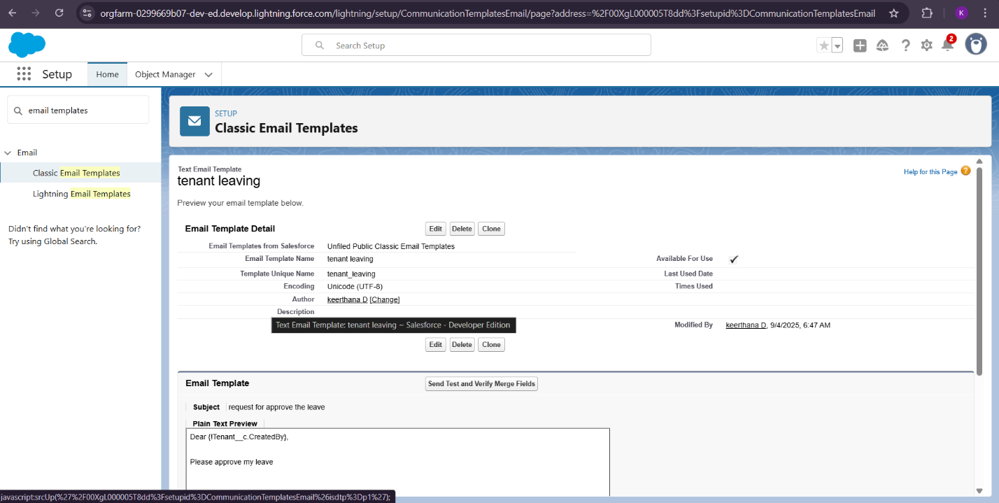 orgfarm-0299669b07-dev-ed.develop.lightning.force.com/lightning/setup/CommunicationTemplatesEmail/page?address=%2F00XgL000005T8dd%3Fsetupid%3DCommunicationTemplatesEmail
K
Search Setup
2
Setup
Home
Object Manager
email templates
Email
Classic Email Templates
Lightning Email Templates
Didn't find what you're looking for?
Try using Global Search.
SETUP
Classic Email Templates
Text Email Template
tenant leaving
Help for this Page ?
Preview your email template below.
Email Template Detail
Edit Delete Clone
Email Templates from Salesforce Unfiled Public Classic Email Templates
Email Template Name tenant leaving Available For Use
Template Unique Name tenant_leaving Last Used Date
Encoding Unicode (UTF-8) Times Used
Author keerthana D [Change]
Description
Text Email Template: tenant leaving ~ Salesforce - Developer Edition
Modified By keerthana D, 9/4/2025, 6:47 AM
Edit Delete Clone
Email Template Send Test and Verify Merge Fields
Subject request for approve the leave
Plain Text Preview
Dear {!Tenant__c.CreatedBy},
Please approve my leave
javascript:srcUp(%27%2F00XgL000005T8dd%3Fsetupid%3DCommunicationTemplatesEmail%26isdtp%3Dp1%27);